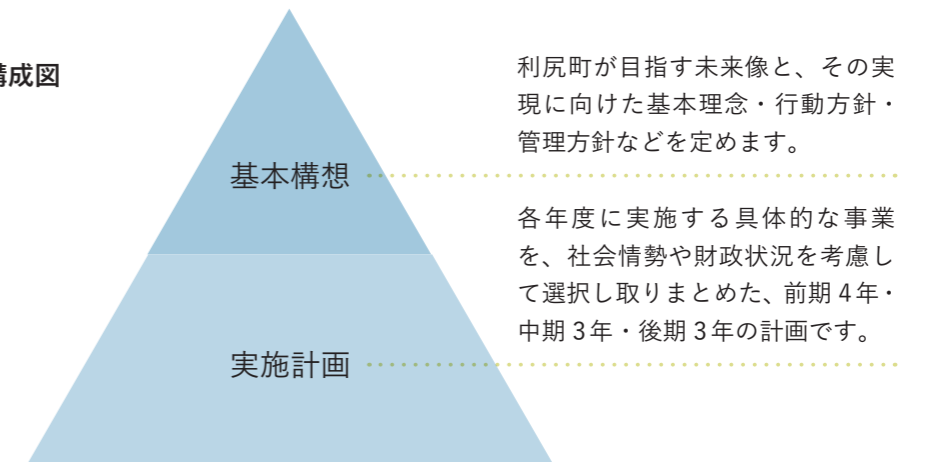 構成図
利尻町が目指す未来像と、その実
現に向けた基本理念・行動方針・
管理方針などを定めます。
基本構想
各年度に実施する具体的な事業
を、社会情勢や財政状況を考慮し
て選択し取りまとめた、前期4年・
中期3年・後期3年の計画です。
実施計画